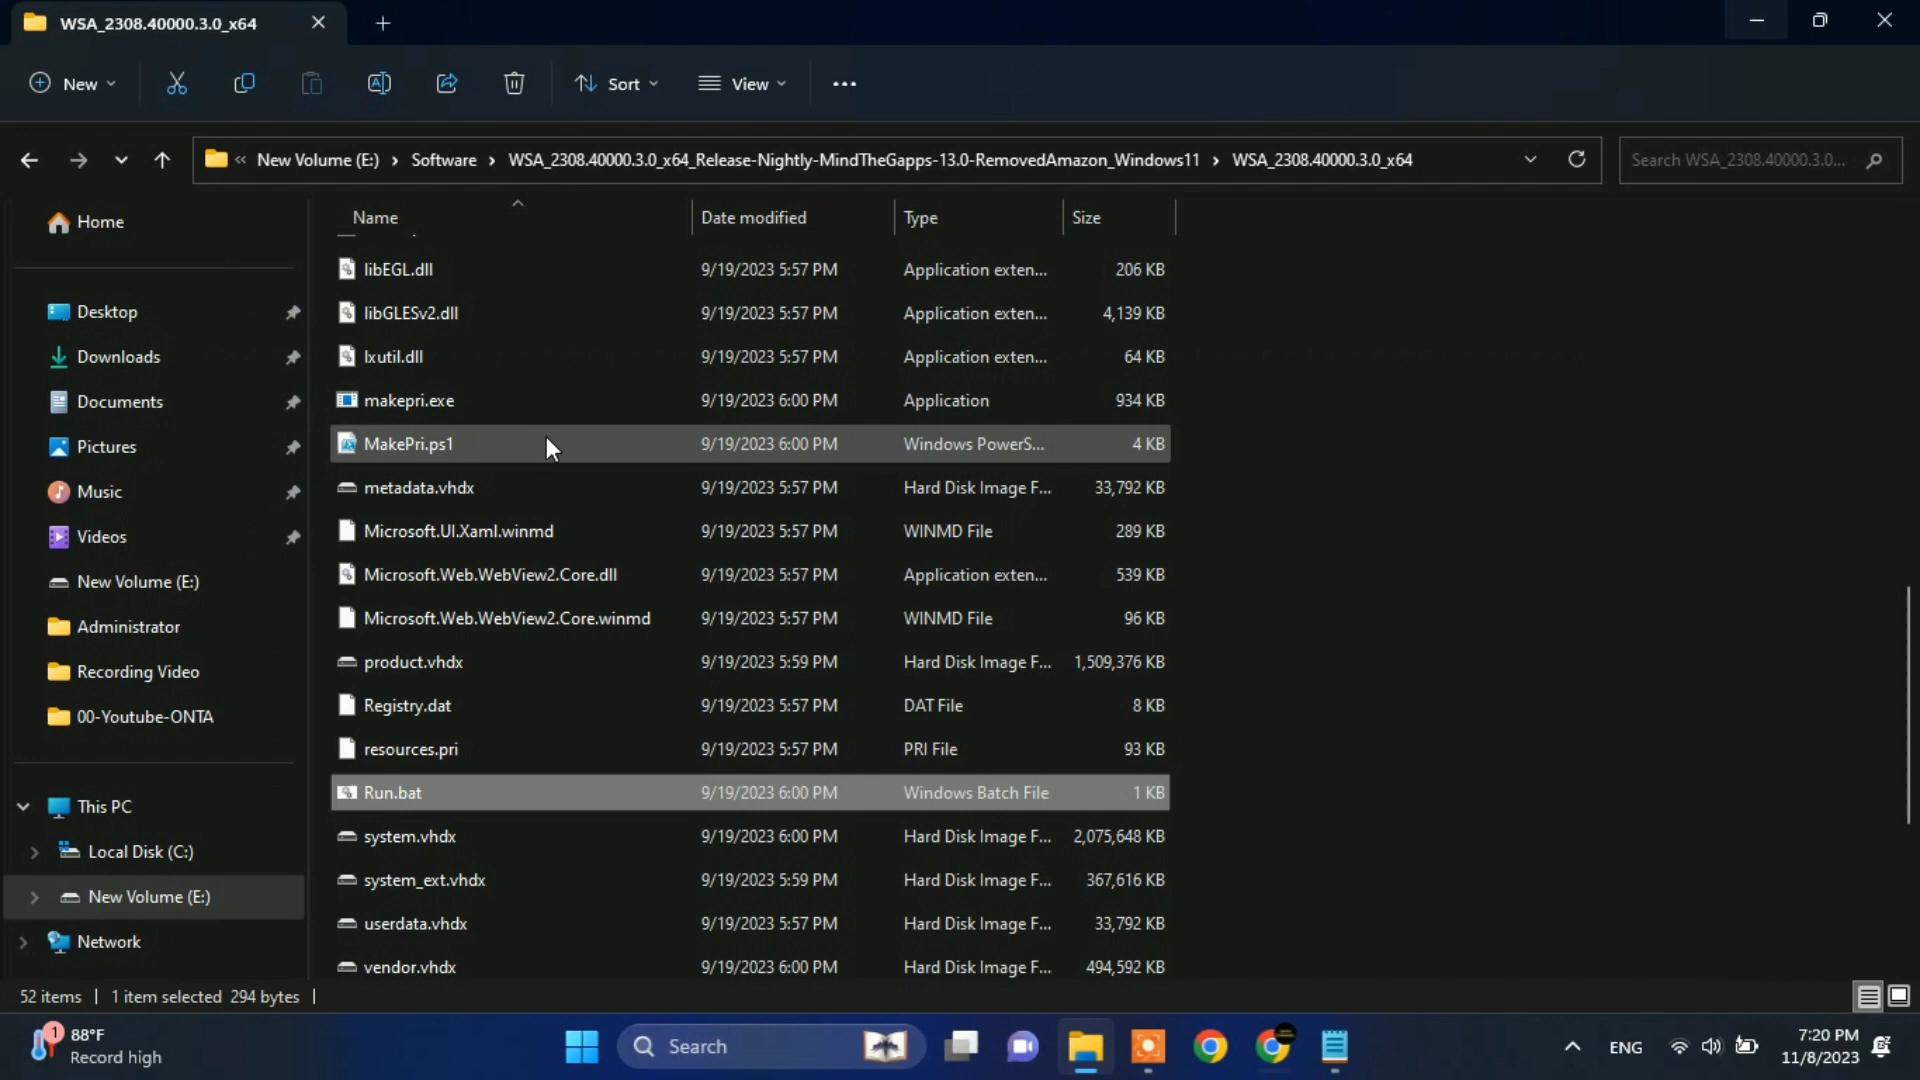 WSA_2308.40000.3.0_x64
New
Sort
View
New Volume (E:) › Software › WSA_2308.40000.3.0_x64_Release-Nightly-MindTheGapps-13.0-RemovedAmazon_Windows11 › WSA_2308.40000.3.0_x64
Search WSA_2308.40000.3.0...
Home
Desktop
Downloads
Documents
Pictures
Music
Videos
New Volume (E:)
Administrator
Recording Video
00-Youtube-ONTA
This PC
Local Disk (C:)
New Volume (E:)
Network
Name Date modified Type Size
libEGL.dll 9/19/2023 5:57 PM Application exten... 206 KB
libGLESv2.dll 9/19/2023 5:57 PM Application exten... 4,139 KB
lxutil.dll 9/19/2023 5:57 PM Application exten... 64 KB
makepri.exe 9/19/2023 6:00 PM Application 934 KB
MakePri.ps1 9/19/2023 6:00 PM Windows PowerS... 4 KB
metadata.vhdx 9/19/2023 5:57 PM Hard Disk Image F... 33,792 KB
Microsoft.UI.Xaml.winmd 9/19/2023 5:57 PM WINMD File 289 KB
Microsoft.Web.WebView2.Core.dll 9/19/2023 5:57 PM Application exten... 539 KB
Microsoft.Web.WebView2.Core.winmd 9/19/2023 5:57 PM WINMD File 96 KB
product.vhdx 9/19/2023 5:59 PM Hard Disk Image F... 1,509,376 KB
Registry.dat 9/19/2023 5:57 PM DAT File 8 KB
resources.pri 9/19/2023 5:57 PM PRI File 93 KB
Run.bat 9/19/2023 6:00 PM Windows Batch File 1 KB
system.vhdx 9/19/2023 6:00 PM Hard Disk Image F... 2,075,648 KB
system_ext.vhdx 9/19/2023 5:59 PM Hard Disk Image F... 367,616 KB
userdata.vhdx 9/19/2023 5:57 PM Hard Disk Image F... 33,792 KB
vendor.vhdx 9/19/2023 6:00 PM Hard Disk Image F... 494,592 KB
52 items 1 item selected 294 bytes
1
88°F
Record high
Search
ENG
7:20 PM
11/8/2023